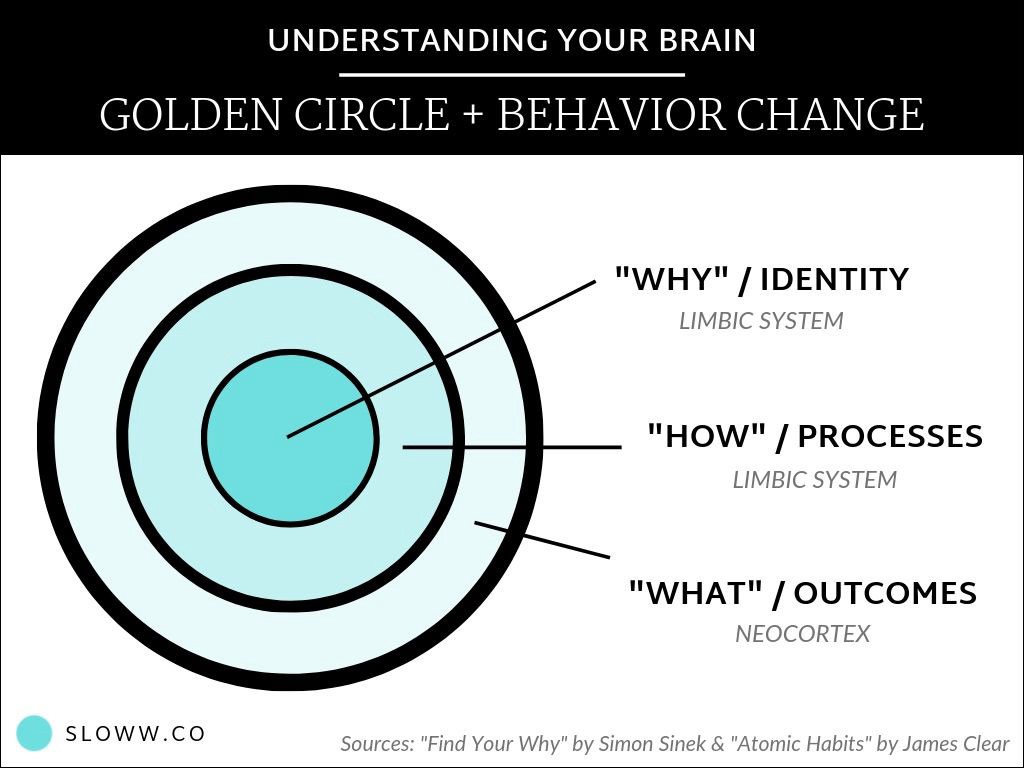 UNDERSTANDING YOUR BRAIN
GOLDEN CIRCLE + BEHAVIOR CHANGE
"WHY" / IDENTITY
LIMBIC SYSTEM
"HOW" / PROCESSES
LIMBIC SYSTEM
"WHAT" / OUTCOMES
NEOCORTEX
SLOWW.CO
Sources: "Find Your Why" by Simon Sinek & "Atomic Habits" by James Clear